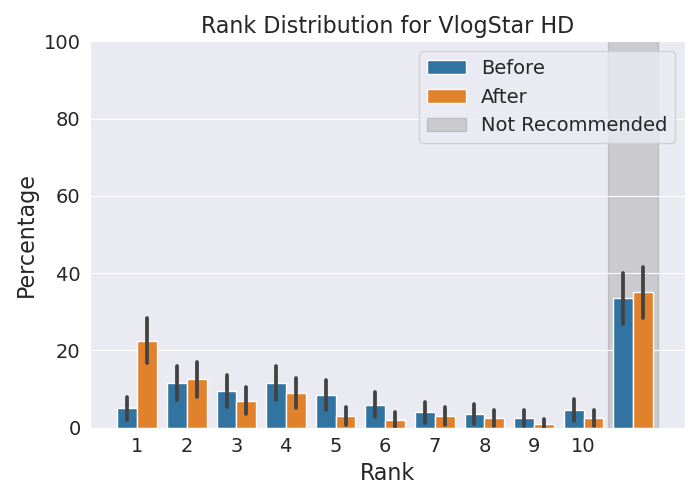 Rank Distribution for VlogStar HD
100
80
60
40
20
0
Percentage
Before
After
Not Recommended
1 2 3 4 5 6 7 8 9 10
Rank